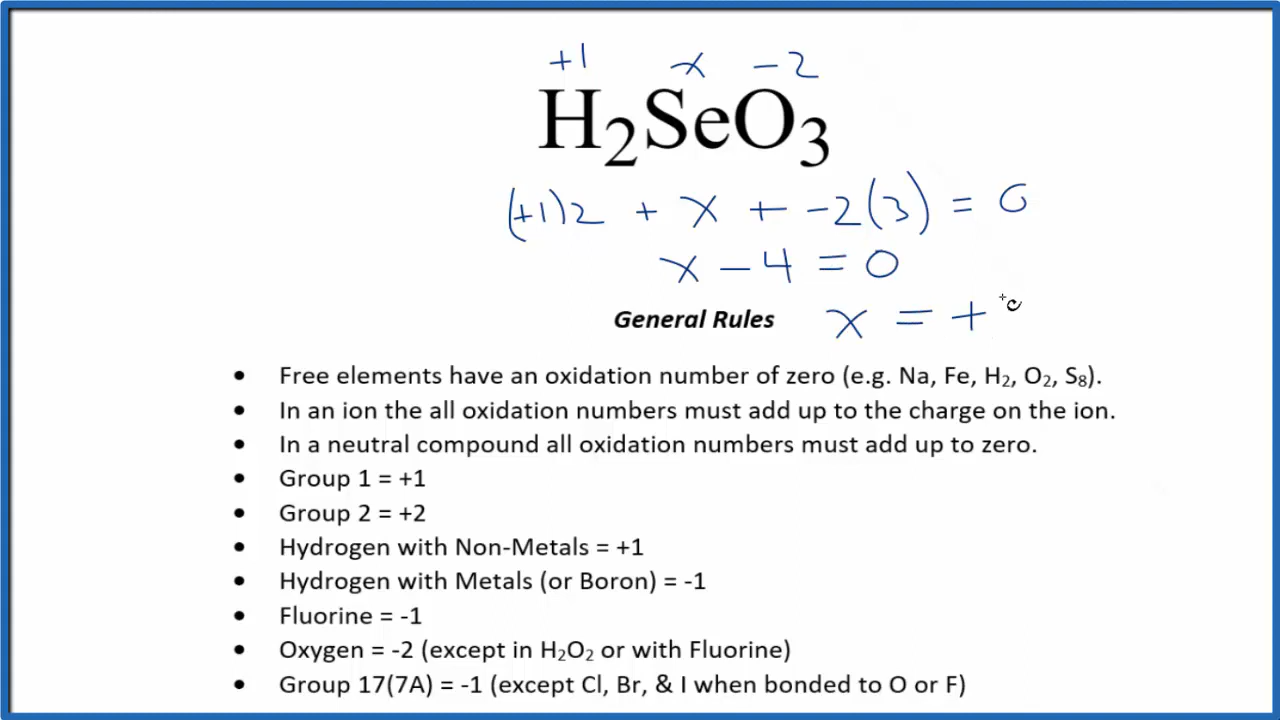 +1 x -2
H₂SeO₃
(+1)2 + x + -2(3) = 0
x - 4 = 0
General Rules x = +
• Free elements have an oxidation number of zero (e.g. Na, Fe, H₂, O₂, S₈).
• In an ion the all oxidation numbers must add up to the charge on the ion.
• In a neutral compound all oxidation numbers must add up to zero.
• Group 1 = +1
• Group 2 = +2
• Hydrogen with Non-Metals = +1
• Hydrogen with Metals (or Boron) = -1
• Fluorine = -1
• Oxygen = -2 (except in H₂O₂ or with Fluorine)
• Group 17(7A) = -1 (except Cl, Br, & I when bonded to O or F)